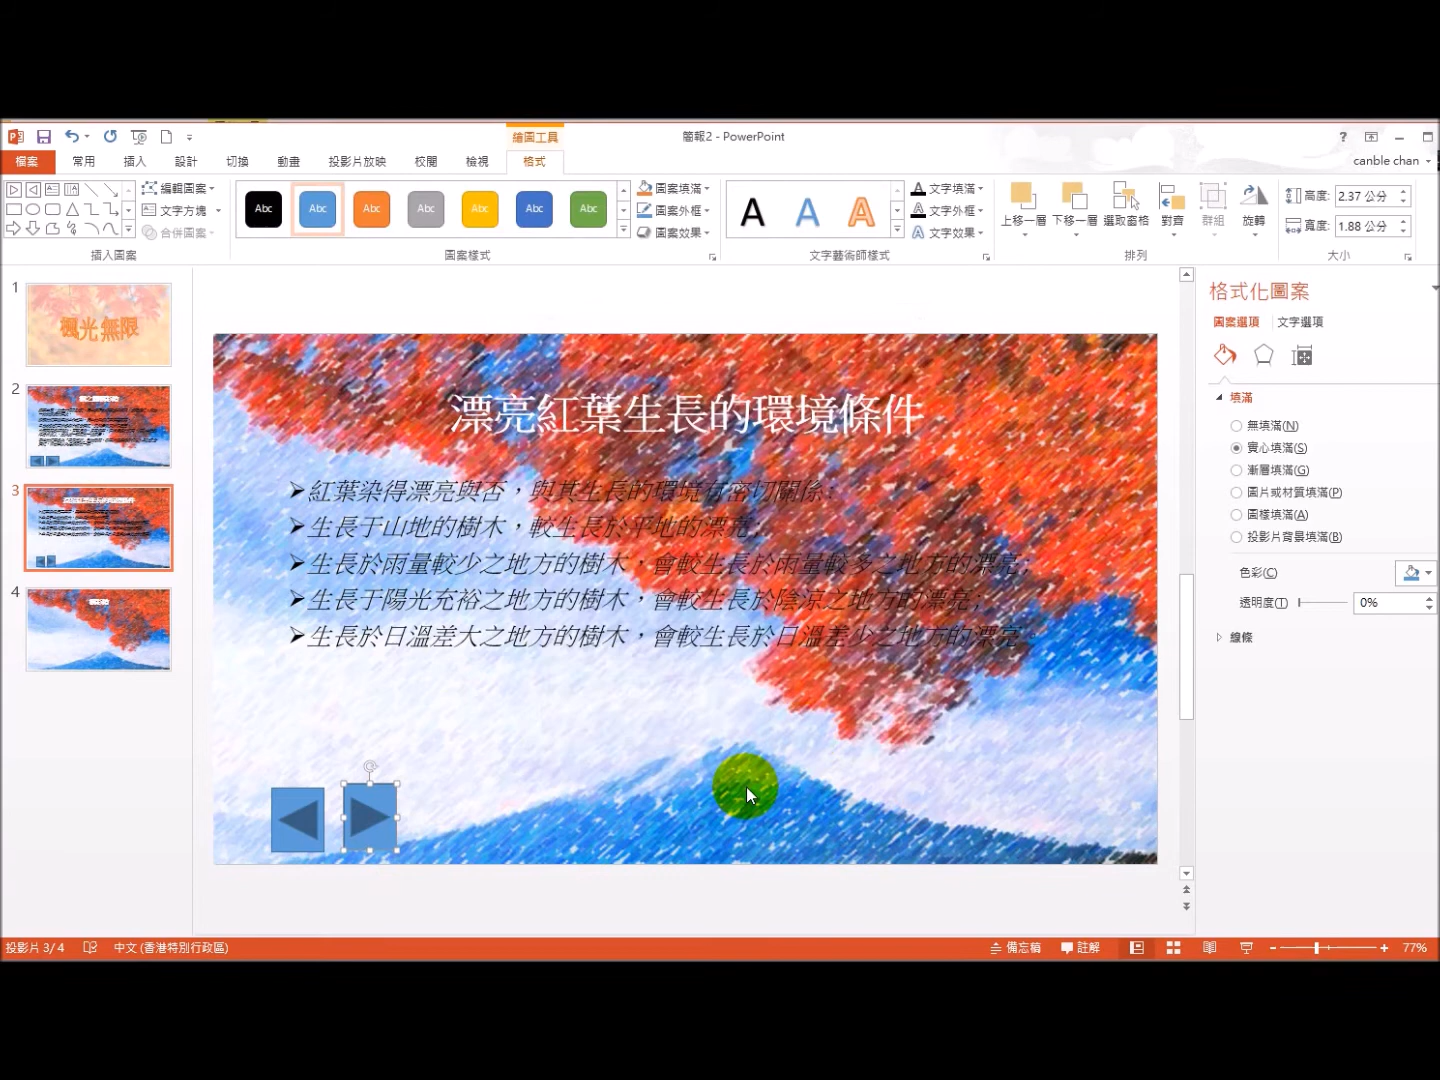 繪圖工具
簡報2 - PowerPoint
?
檔案
常用
插入
設計
切換
動畫
投影片放映
校閱
檢視
格式
canble chan
編輯圖案
文字方塊
合併圖案
Abc
Abc
Abc
Abc
Abc
Abc
Abc
圖案填滿
圖案外框
圖案效果
A
A
A
文字填滿
文字外框
文字效果
上移一層
下移一層
選取窗格
對齊
群組
旋轉
高度: 2.37 公分
寬度: 1.88 公分
插入圖案
圖案樣式
文字藝術師樣式
排列
大小
1
楓光無限
2
3
4
漂亮紅葉生長的環境條件
➢紅葉染得漂亮與否，與其生長的環境有密切關係；
➢生長于山地的樹木，較生長於平地的漂亮；
➢生長於雨量較少之地方的樹木，會較生長於雨量較多之地方的漂亮；
➢生長于陽光充裕之地方的樹木，會較生長於陰涼之地方的漂亮；
➢生長於日溫差大之地方的樹木，會較生長於日溫差少之地方的漂亮。
格式化圖案
圖案選項
文字選項
填滿
無填滿(N)
實心填滿(S)
漸層填滿(G)
圖片或材質填滿(P)
圖樣填滿(A)
投影片背景填滿(B)
色彩(C)
透明度(T)
0%
線條
投影片 3/ 4
中文 (香港特別行政區)
備忘稿
註解
77%